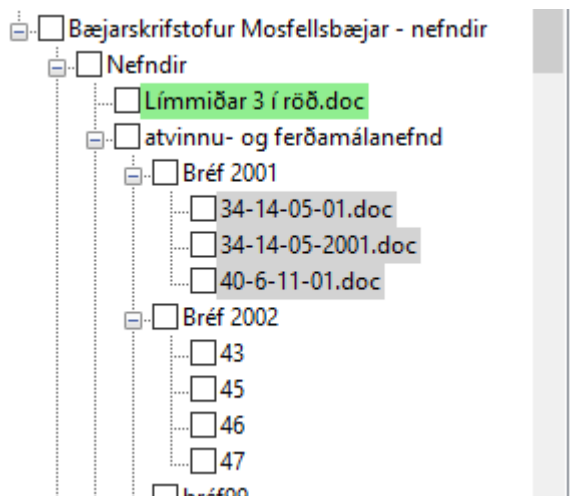 Bæjarskrifstofur Mosfellsbæjar - nefndir
Nefndir
Límmiðar 3 í röð.doc
atvinnu- og ferðamálanefnd
Bréf 2001
34-14-05-01.doc
34-14-05-2001.doc
40-6-11-01.doc
Bréf 2002
43
45
46
47